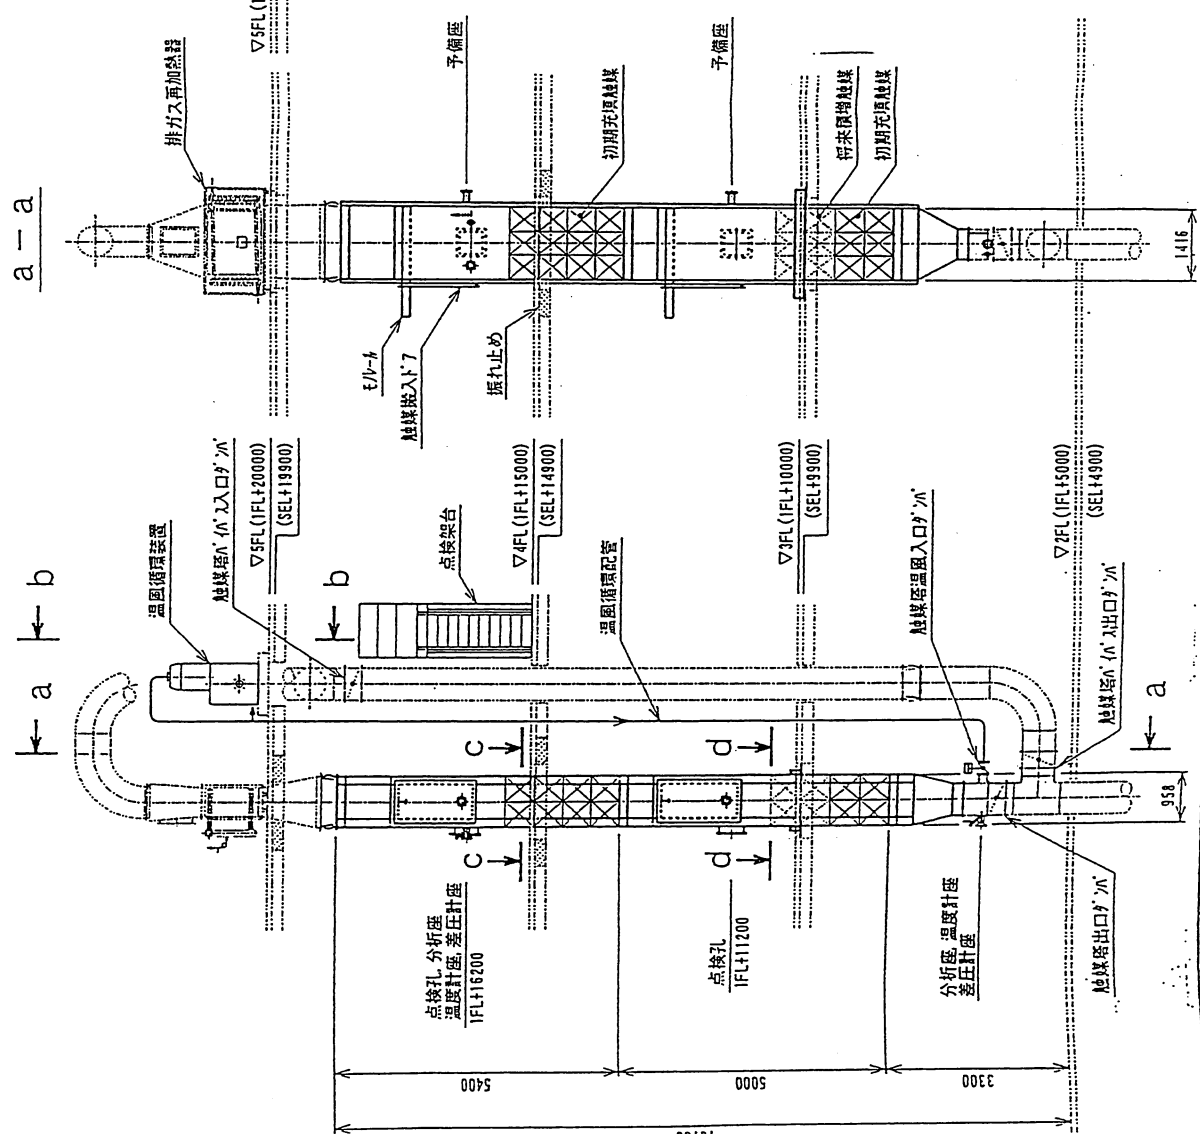 a－a
排ガス再加熱器
予備座
予備座
初期充填触媒
将来積増触媒
初期充填触媒
モノレール
触媒搬入ドア
振れ止め
1416
▽5FL(1
b
a
温風循環装置
触媒塔バイパス入口ダンパ
▽5FL(1FL+20000)
(SEL+19900)
b
点検架台
▽4FL(1FL+15000)
(SEL+14900)
温風循環配管
▽3FL(1FL+10000)
(SEL+9900)
触媒塔温風入口ダンパ
▽2FL(1FL+5000)
(SEL+4900)
触媒塔バイパス出口ダンパ
a
c
d
c
d
958
点検孔,分析座
温度計座,差圧計座
1FL+16200
点検孔
1FL+11200
分析座,温度計座
差圧計座
触媒塔出口ダンパ
5400
5000
3300